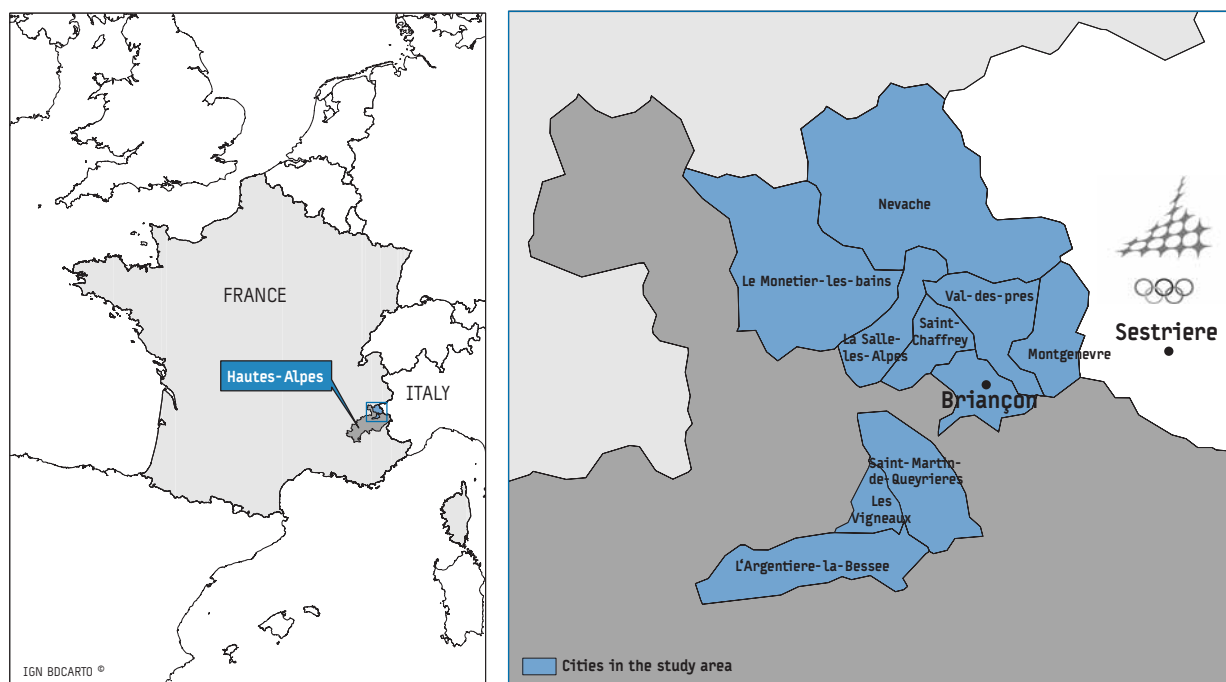 FRANCE
Hautes-Alpes
ITALY
IGN BDCARTO ©
Nevache
Le Monetier-les-bains
Val-des-pres
Saint-
Chaffrey
La Salle-
les-Alpes
Montgenevre
Sestriere
Briançon
Saint-Martin-
de-Queyrieres
Les
Vigneaux
L'Argentiere-la-Bessee
Cities in the study area